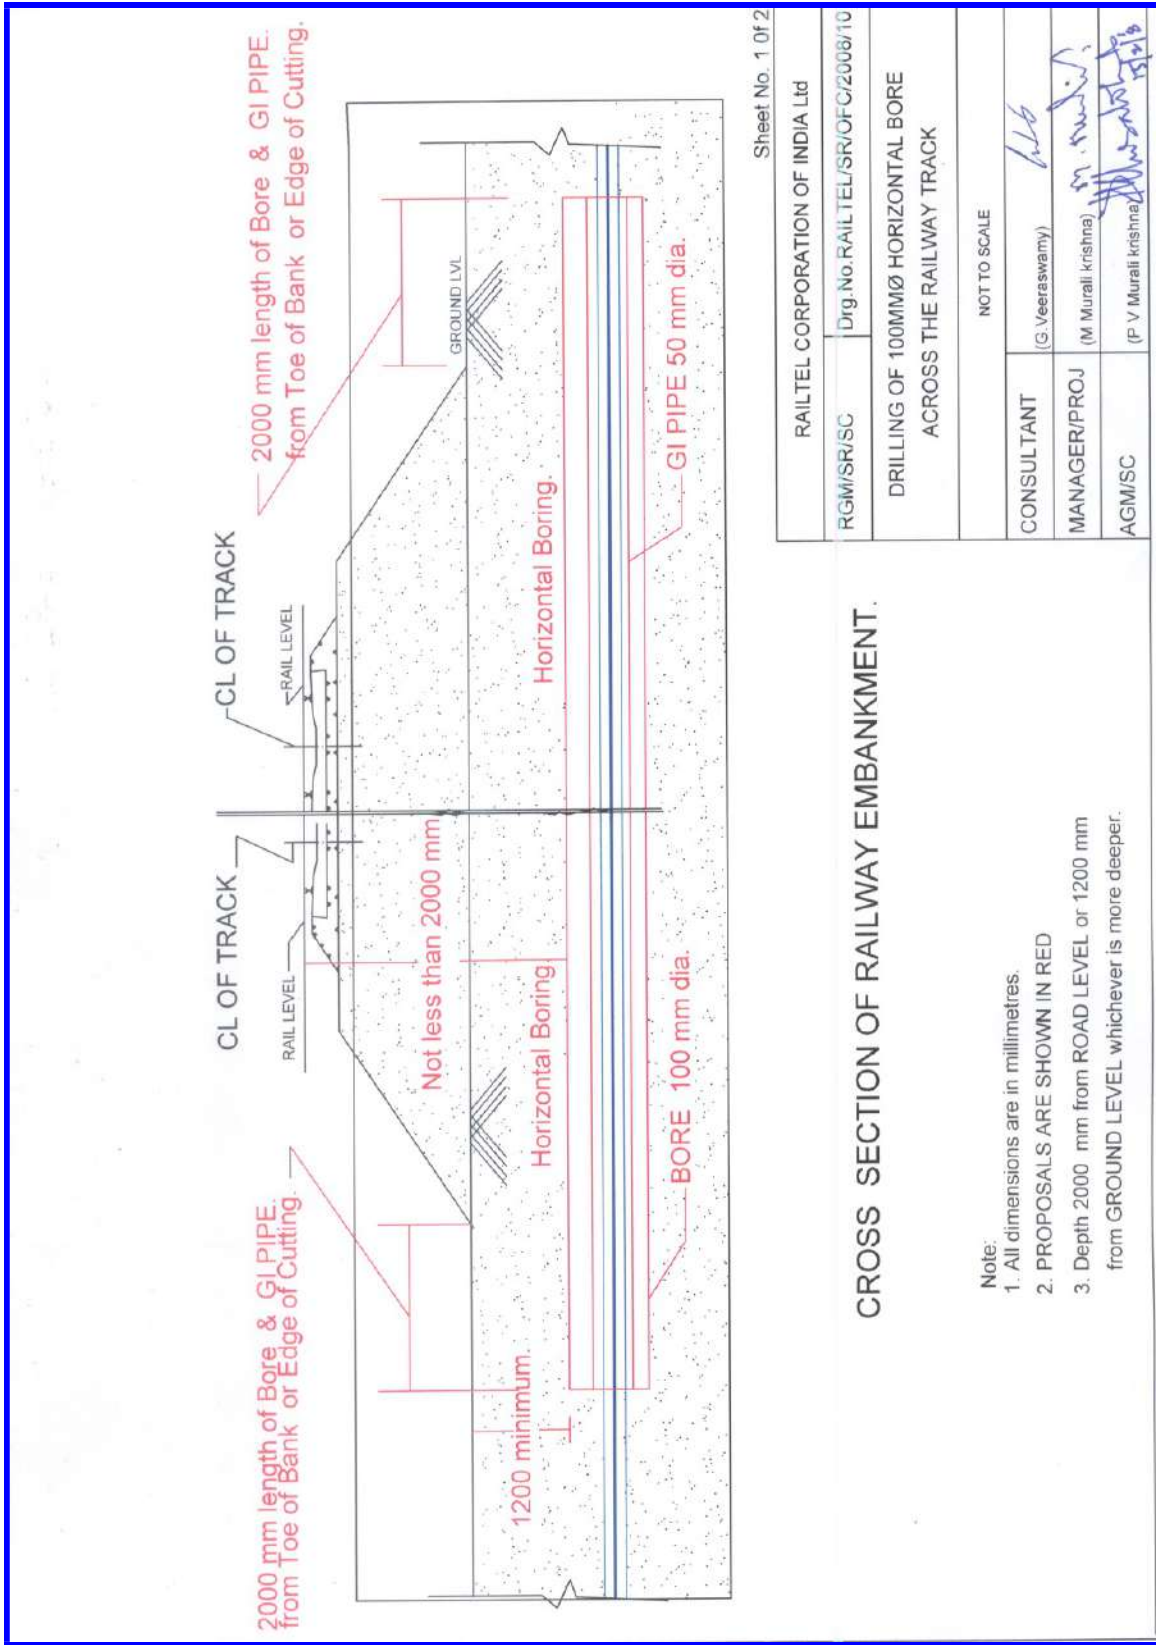 2000 mm length of Bore & GI PIPE.
from Toe of Bank or Edge of Cutting.
CL OF TRACK
CL OF TRACK
2000 mm length of Bore & GI PIPE.
from Toe of Bank or Edge of Cutting.
RAIL LEVEL
RAIL LEVEL
Not less than 2000 mm
GROUND LVL
1200 minimum.
Horizontal Boring.
Horizontal Boring.
BORE 100 mm dia.
GI PIPE 50 mm dia.
Sheet No. 1 0f 2
CROSS SECTION OF RAILWAY EMBANKMENT.
Note:
1. All dimensions are in millimetres.
2. PROPOSALS ARE SHOWN IN RED
3. Depth 2000 mm from ROAD LEVEL or 1200 mm
from GROUND LEVEL whichever is more deeper.
RAILTEL CORPORATION OF INDIA Ltd
RGM/SR/SC
Drg.No.RAILTEL/SR/OFC/2008/10
DRILLING OF 100MMØ HORIZONTAL BORE
ACROSS THE RAILWAY TRACK
NOT TO SCALE
CONSULTANT
(G.Veeraswamy)
MANAGER/PROJ
(M Murali krishna)
AGM/SC
(P V Murali krishna)